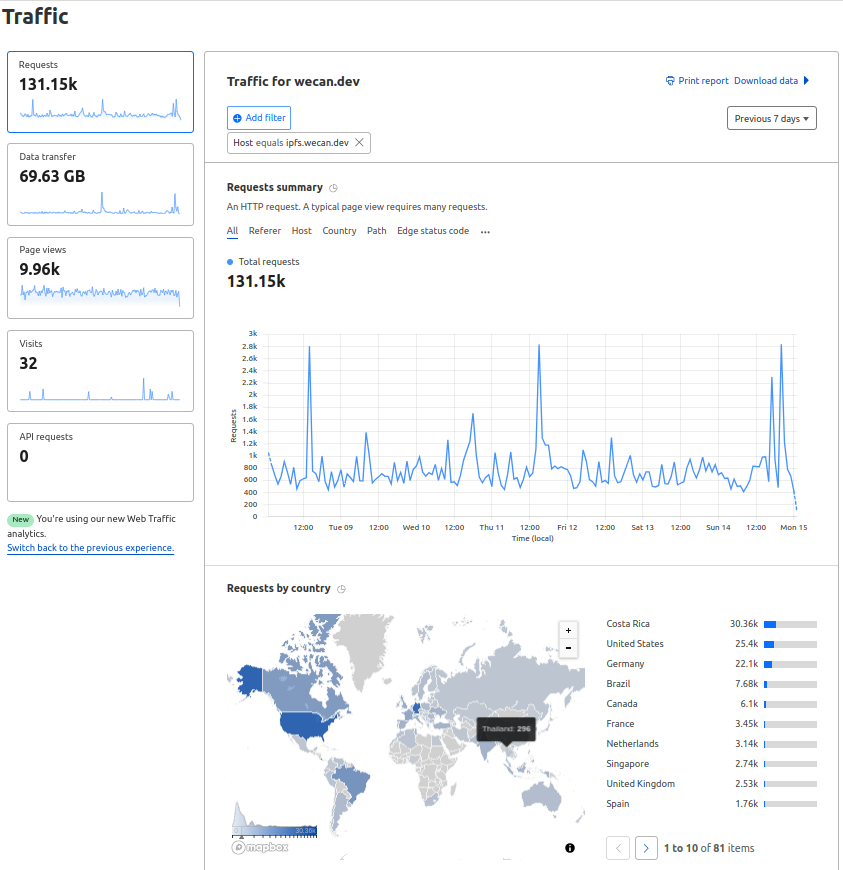 Traffic
Requests
131.15k
Data transfer
69.63 GB
Page views
9.96k
Visits
32
API requests
0
New You're using our new Web Traffic
analytics.
Switch back to the previous experience.
Traffic for wecan.dev
Print report Download data
Add filter
Previous 7 days
Host equals ipfs.wecan.dev
Requests summary
An HTTP request. A typical page view requires many requests.
All Referer Host Country Path Edge status code ...
Total requests
131.15k
3k
2.8k
2.6k
2.4k
2.2k
2k
1.8k
1.6k
1.4k
1.2k
1k
800
600
400
200
0
Requests
12:00 Tue 09 12:00 Wed 10 12:00 Thu 11 12:00 Fri 12 12:00 Sat 13 12:00 Sun 14 12:00 Mon 15
Time (local)
Requests by country
+
-
Thailand: 296
0 30.36k
mapbox
Costa Rica 30.36k
United States 25.4k
Germany 22.1k
Brazil 7.68k
Canada 6.1k
France 3.45k
Netherlands 3.14k
Singapore 2.74k
United Kingdom 2.53k
Spain 1.76k
1 to 10 of 81 items